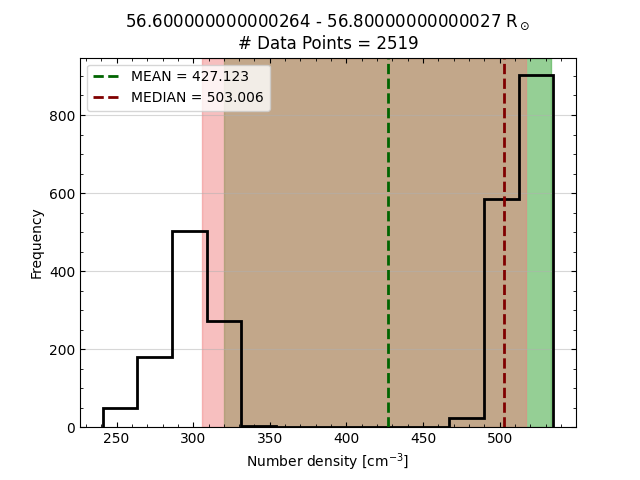 56.600000000000264 - 56.80000000000027 R⊙
# Data Points = 2519
MEAN = 427.123
MEDIAN = 503.006
800
600
400
200
0
Frequency
250 300 350 400 450 500
Number density [cm⁻³]